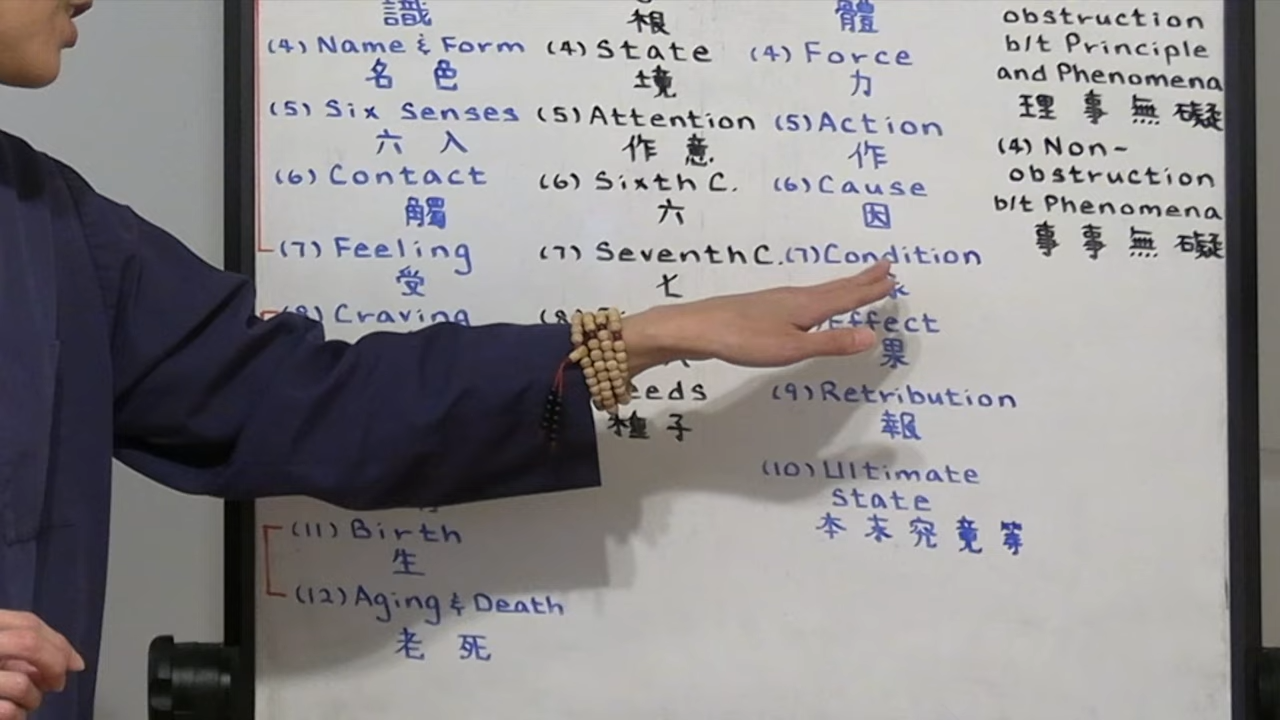 識
(4) Name & Form
名 色
(5) Six Senses
六 入
(6) Contact
觸
(7) Feeling
受
(8) Craving
(11) Birth
生
(12) Aging & Death
老 死
根
(4) State
境
(5) Attention
作 意
(6) Sixth C.
六
(7) Seventh C.
七
種 子
體
(4) Force
力
(5) Action
作
(6) Cause
因
(7) Condition
Effect
果
(9) Retribution
報
(10) Ultimate
State
本 末 究 竟 等
obstruction
b/t Principle
and Phenomena
理 事 無 礙
(4) Non-
obstruction
b/t Phenomena
事 事 無 礙